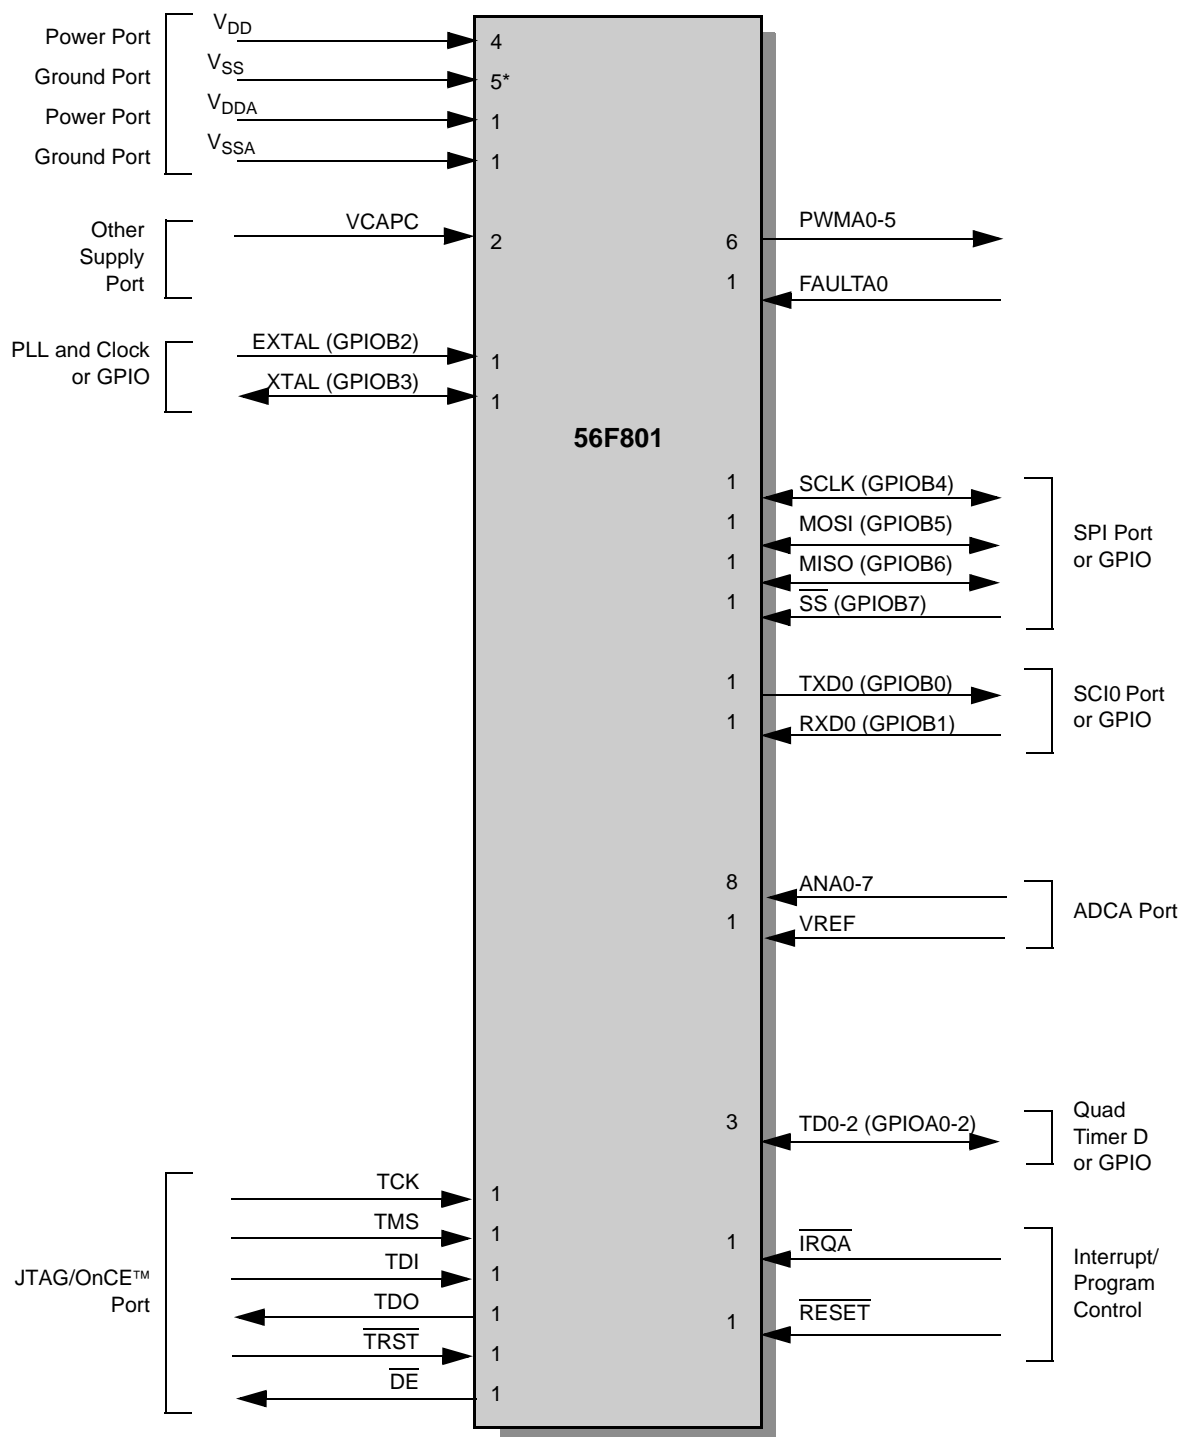 Power Port
V_DD
4
Ground Port
V_SS
5*
Power Port
V_DDA
1
Ground Port
V_SSA
1
Other
Supply
Port
VCAPC
2
PLL and Clock
or GPIO
EXTAL (GPIOB2)
1
XTAL (GPIOB3)
1
56F801
6
PWMA0-5
1
FAULTA0
1
SCLK (GPIOB4)
1
MOSI (GPIOB5)
1
MISO (GPIOB6)
1
SS (GPIOB7)
SPI Port
or GPIO
1
TXD0 (GPIOB0)
1
RXD0 (GPIOB1)
SCI0 Port
or GPIO
8
ANA0-7
1
VREF
ADCA Port
3
TD0-2 (GPIOA0-2)
Quad
Timer D
or GPIO
JTAG/OnCE™
Port
TCK
1
TMS
1
TDI
1
TDO
1
TRST
1
DE
1
1
IRQA
1
RESET
Interrupt/
Program
Control